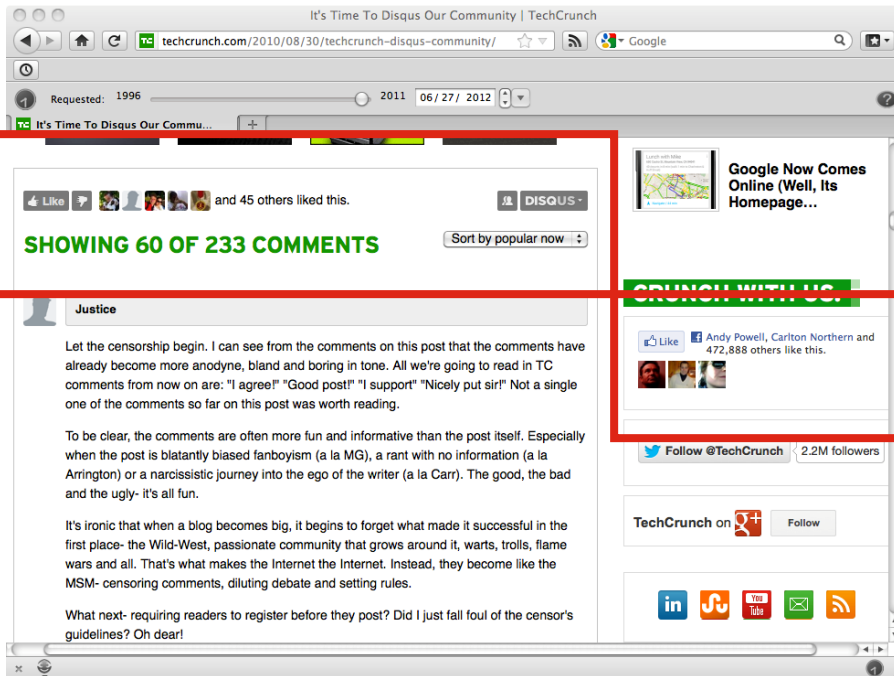 It's Time To Disqus Our Community | TechCrunch
techcrunch.com/2010/08/30/techcrunch-disqus-community/
Google
Requested: 1996
2011
06/27/ 2012
It's Time To Disqus Our Commu...
Like
and 45 others liked this.
DISQUS
SHOWING 60 OF 233 COMMENTS
Sort by popular now
Justice
Let the censorship begin. I can see from the comments on this post that the comments have
already become more anodyne, bland and boring in tone. All we're going to read in TC
comments from now on are: "I agree!" "Good post!" "I support" "Nicely put sir!" Not a single
one of the comments so far on this post was worth reading.
To be clear, the comments are often more fun and informative than the post itself. Especially
when the post is blatantly biased fanboyism (a la MG), a rant with no information (a la
Arrington) or a narcissistic journey into the ego of the writer (a la Carr). The good, the bad
and the ugly- it's all fun.
It's ironic that when a blog becomes big, it begins to forget what made it successful in the
first place- the Wild-West, passionate community that grows around it, warts, trolls, flame
wars and all. That's what makes the Internet the Internet. Instead, they become like the
MSM- censoring comments, diluting debate and setting rules.
What next- requiring readers to register before they post? Did I just fall foul of the censor's
guidelines? Oh dear!
Lunch with Mike
Google Now Comes
Online (Well, Its
Homepage...
CRUNCH WITH US.
Like
Andy Powell, Carlton Northern and
472,888 others like this.
Follow @TechCrunch
2.2M followers
TechCrunch on
Follow
in
You
Tube